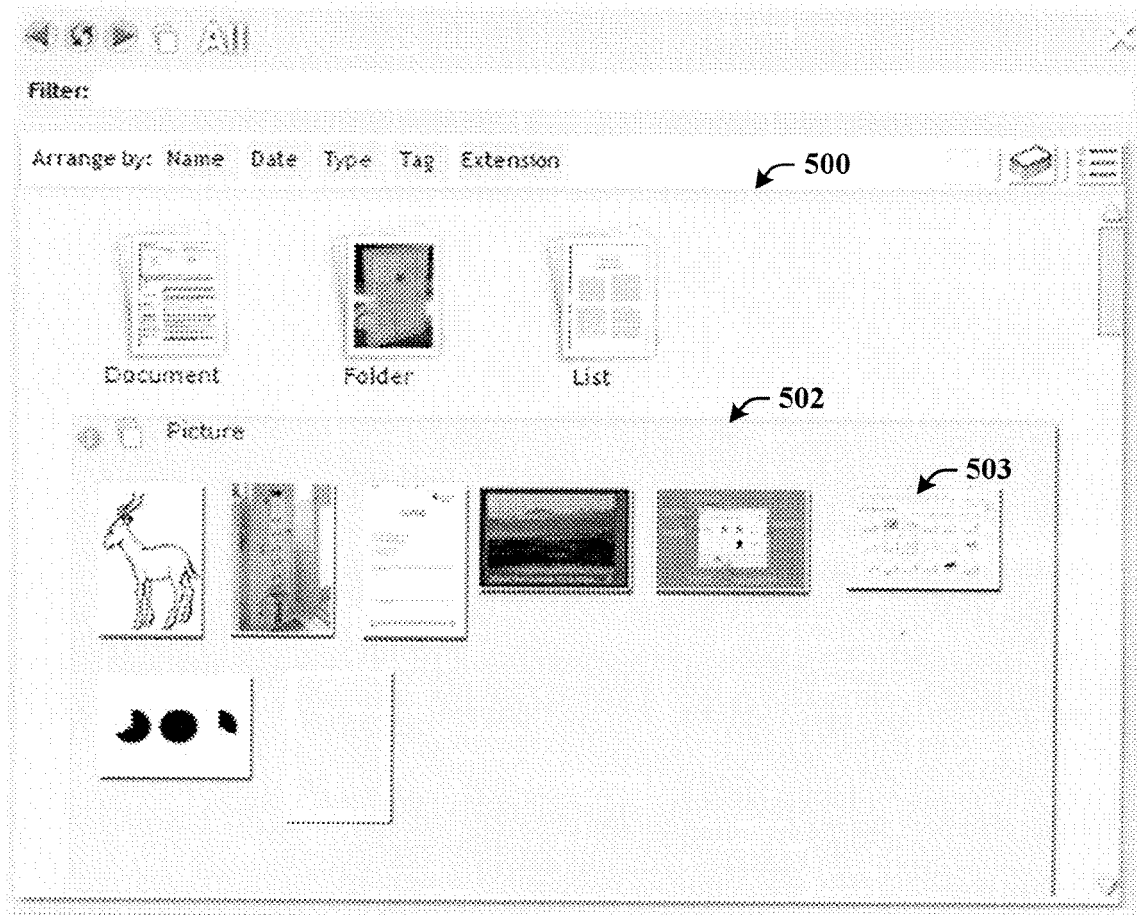 All
Filter:
Arrange by: Name Date Type Tag Extension
500
Document Folder List
502
Picture
503